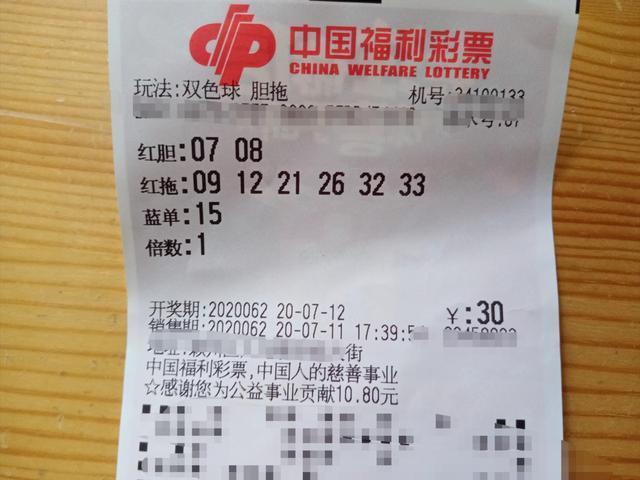 中国福利彩票
CHINA WELFARE LOTTERY
玩法:双色球 胆拖 机号:34100133
红胆:07 08
红拖:09 12 21 26 32 33
蓝单:15
倍数:1
开奖期:2020062 20-07-12 ¥:30
销售期:2020062 20-07-11 17:39:5
地址: 街
中国福利彩票,中国人的慈善事业
☆感谢您为公益事业贡献10.80元